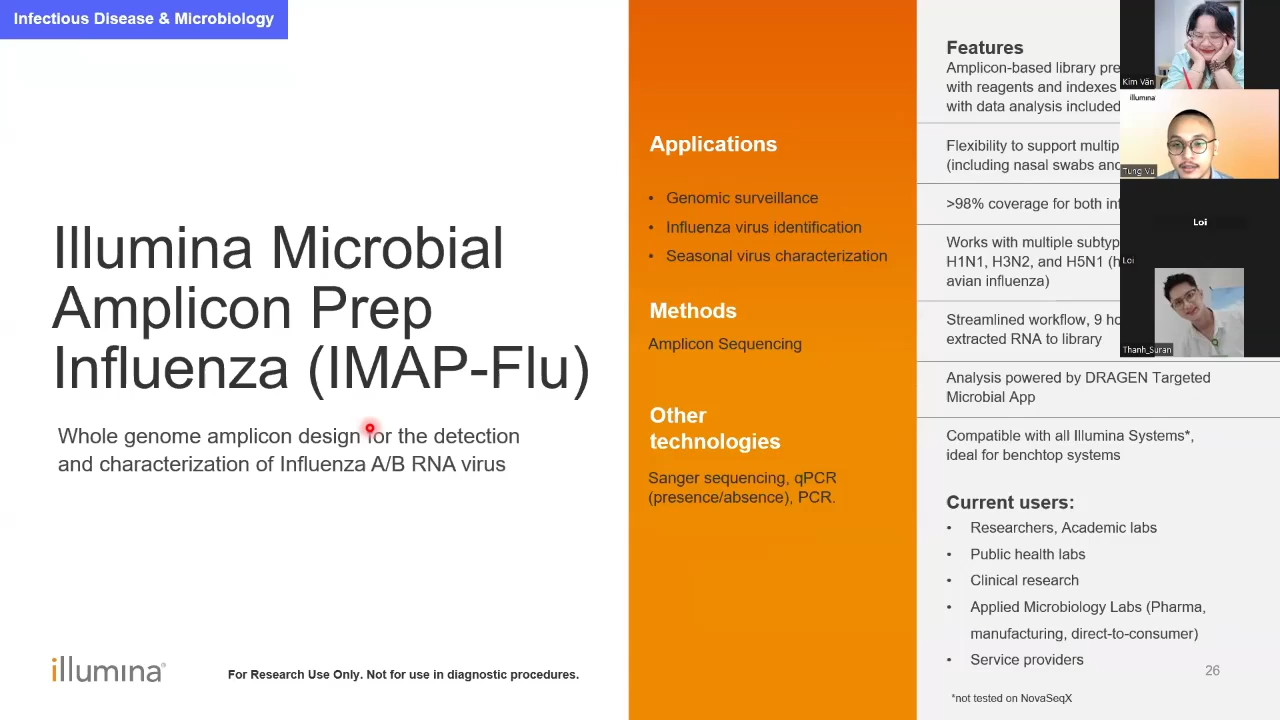 Infectious Disease & Microbiology
Illumina Microbial
Amplicon Prep
Influenza (IMAP-Flu)
Whole genome amplicon design for the detection
and characterization of Influenza A/B RNA virus
illumina®
For Research Use Only. Not for use in diagnostic procedures.
Applications
• Genomic surveillance
• Influenza virus identification
• Seasonal virus characterization
Methods
Amplicon Sequencing
Other
technologies
Sanger sequencing, qPCR
(presence/absence), PCR.
Features
Amplicon-based library
with reagents and indexes
with data analysis included
Flexibility to support
(including nasal swabs
>98% coverage for both
Works with multiple
H1N1, H3N2, and H5N1
avian influenza)
Streamlined workflow, 9
extracted RNA to library
Analysis powered by DRAGEN Targeted
Microbial App
Compatible with all Illumina Systems*,
ideal for benchtop systems
Current users:
• Researchers, Academic labs
• Public health labs
• Clinical research
• Applied Microbiology Labs (Pharma,
manufacturing, direct-to-consumer)
• Service providers
26
*not tested on NovaSeqX
Kim Vân
illumina
Tung Vu
Loi
Loi
Thanh_Suran